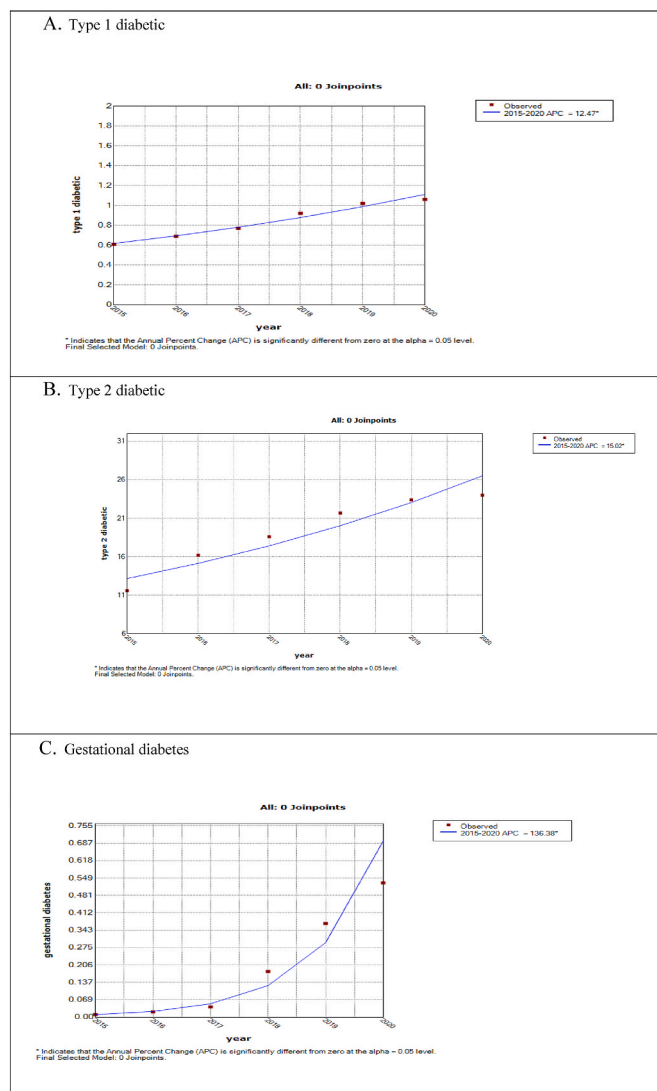 A. Type 1 diabetic
All: 0 Joinpoints
Observed
2015-2020 APC = 12.47*
2
1.8
1.6
1.4
1.2
1
0.8
0.6
0.4
0.2
0
type 1 diabetic
2015 2016 2017 2018 2019 2020
year
* Indicates that the Annual Percent Change (APC) is significantly different from zero at the alpha = 0.05 level.
Final Selected Model: 0 Joinpoints.
B. Type 2 diabetic
All: 0 Joinpoints
Observed
2015-2020 APC = 15.02*
31
26
21
16
11
6
type 2 diabetic
2015 2016 2017 2018 2019 2020
year
* Indicates that the Annual Percent Change (APC) is significantly different from zero at the alpha = 0.05 level.
Final Selected Model: 0 Joinpoints.
C. Gestational diabetes
All: 0 Joinpoints
Observed
2015-2020 APC = 136.38*
0.755
0.687
0.618
0.549
0.481
0.412
0.343
0.275
0.206
0.137
0.069
0.00
gestational diabetes
2015 2016 2017 2018 2019 2020
year
* Indicates that the Annual Percent Change (APC) is significantly different from zero at the alpha = 0.05 level.
Final Selected Model: 0 Joinpoints.